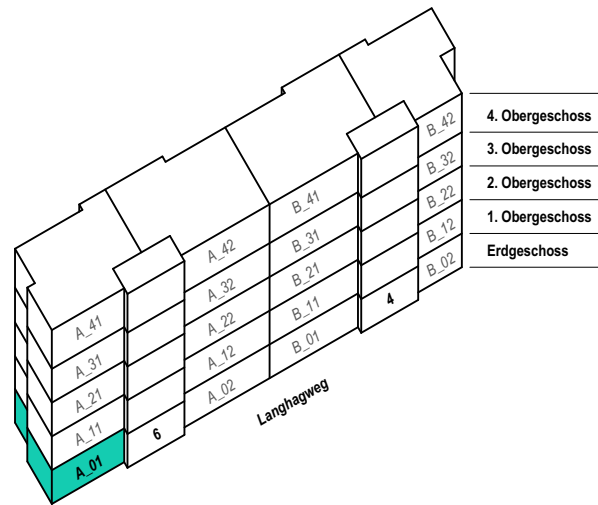 4. Obergeschoss
3. Obergeschoss
2. Obergeschoss
1. Obergeschoss
Erdgeschoss
B_42
B_32
B_22
B_12
B_02
4
B_41
B_31
B_21
B_11
B_01
A_42
A_32
A_22
A_12
A_02
6
A_41
A_31
A_21
A_11
A_01
Langhagweg